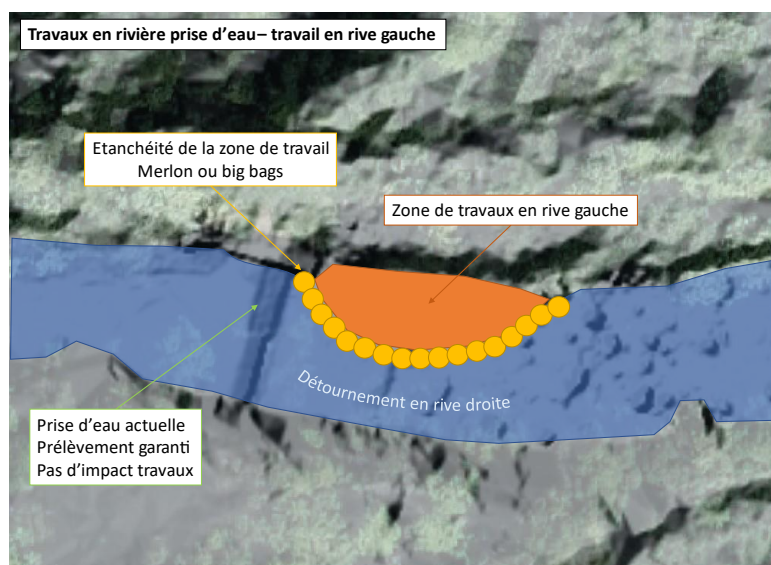 Travaux en rivière prise d'eau– travail en rive gauche
Etanchéité de la zone de travail
Merlon ou big bags
Zone de travaux en rive gauche
Détournement en rive droite
Prise d'eau actuelle
Prélèvement garanti
Pas d'impact travaux